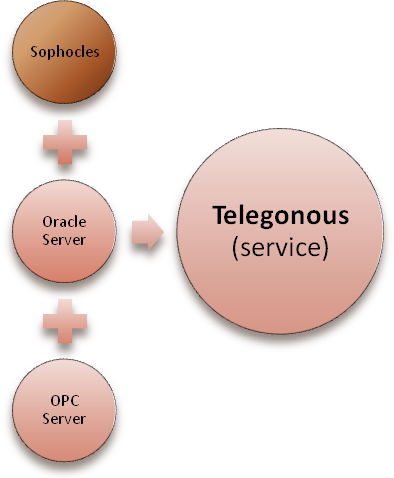 Sophocles
Oracle
Server
OPC
Server
Telegonous
(service)